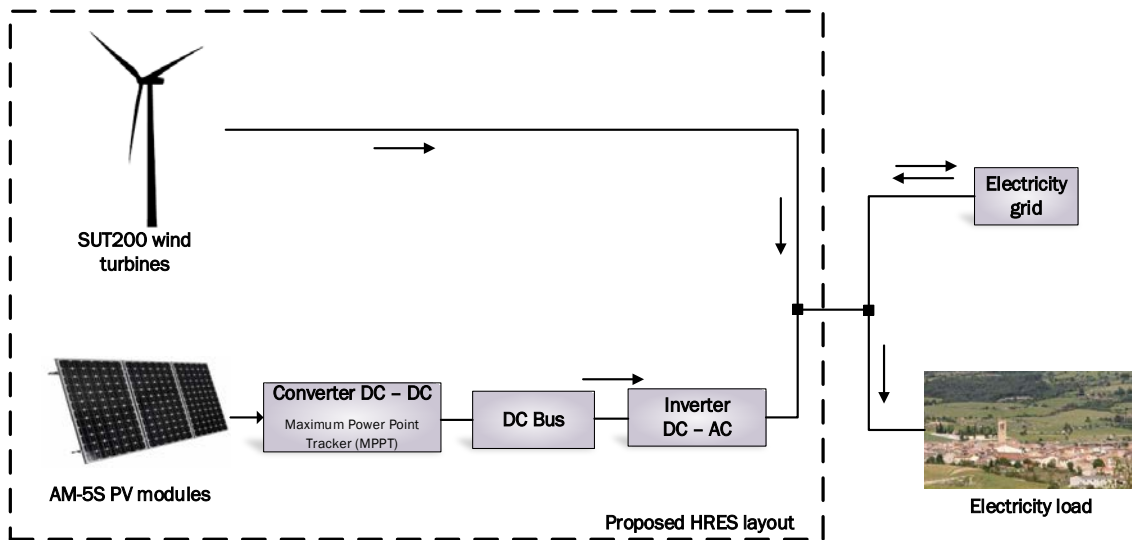 SUT200 wind
turbines
Electricity
grid
Converter DC – DC
Maximum Power Point
Tracker (MPPT)
DC Bus
Inverter
DC – AC
AM-5S PV modules
Electricity load
Proposed HRES layout